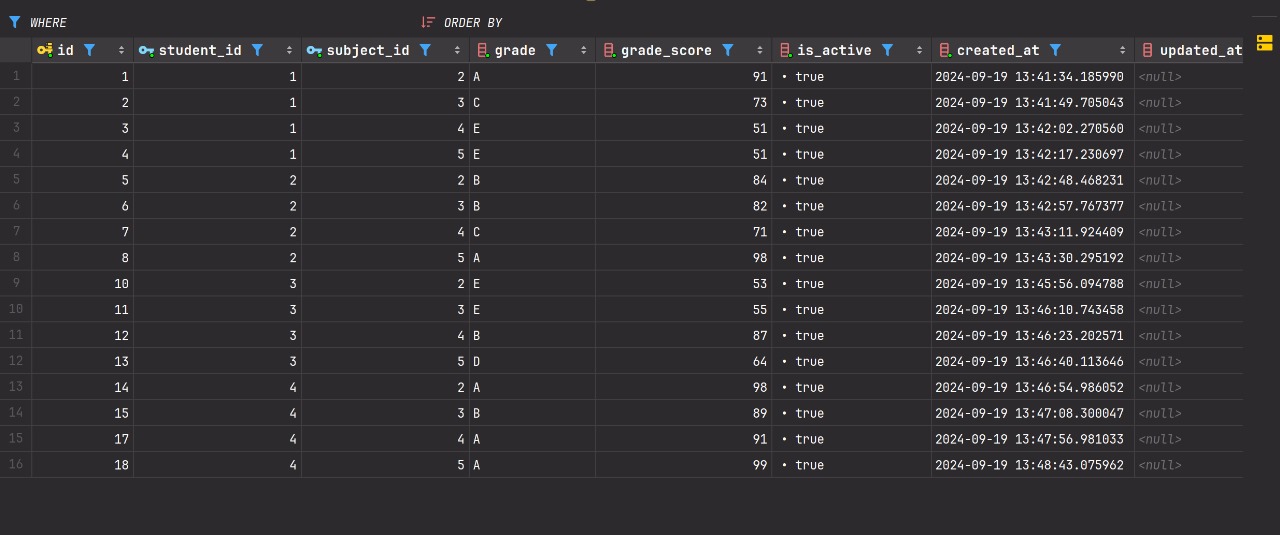 WHERE ORDER BY
id student_id subject_id grade grade_score is_active created_at updated_at
1 1 1 2 A 91 • true 2024-09-19 13:41:34.185990 <null>
2 2 1 3 C 73 • true 2024-09-19 13:41:49.705043 <null>
3 3 1 4 E 51 • true 2024-09-19 13:42:02.270560 <null>
4 4 1 5 E 51 • true 2024-09-19 13:42:17.230697 <null>
5 5 2 2 B 84 • true 2024-09-19 13:42:48.468231 <null>
6 6 2 3 B 82 • true 2024-09-19 13:42:57.767377 <null>
7 7 2 4 C 71 • true 2024-09-19 13:43:11.924409 <null>
8 8 2 5 A 98 • true 2024-09-19 13:43:30.295192 <null>
9 10 3 2 E 53 • true 2024-09-19 13:45:56.094788 <null>
10 11 3 3 E 55 • true 2024-09-19 13:46:10.743458 <null>
11 12 3 4 B 87 • true 2024-09-19 13:46:23.202571 <null>
12 13 3 5 D 64 • true 2024-09-19 13:46:40.113646 <null>
13 14 4 2 A 98 • true 2024-09-19 13:46:54.986052 <null>
14 15 4 3 B 89 • true 2024-09-19 13:47:08.300047 <null>
15 17 4 4 A 91 • true 2024-09-19 13:47:56.981033 <null>
16 18 4 5 A 99 • true 2024-09-19 13:48:43.075962 <null>